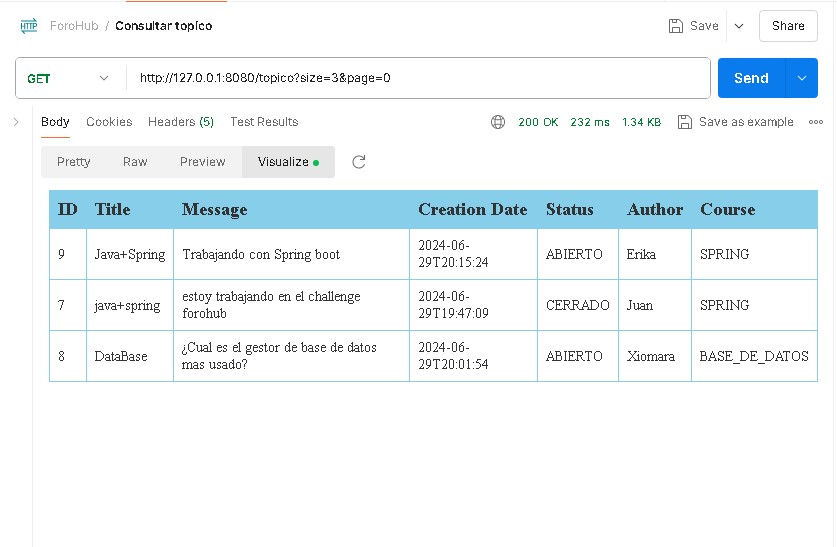 HTTP ForoHub / Consultar topíco Save Share
GET http://127.0.0.1:8080/topico?size=3&page=0 Send
Body Cookies Headers (5) Test Results 200 OK 232 ms 1.34 KB Save as example
Pretty Raw Preview Visualize
ID Title Message Creation Date Status Author Course
9 Java+Spring Trabajando con Spring boot 2024-06-29T20:15:24 ABIERTO Erika SPRING
7 java+spring estoy trabajando en el challenge forohub 2024-06-29T19:47:09 CERRADO Juan SPRING
8 DataBase ¿Cual es el gestor de base de datos mas usado? 2024-06-29T20:01:54 ABIERTO Xiomara BASE_DE_DATOS